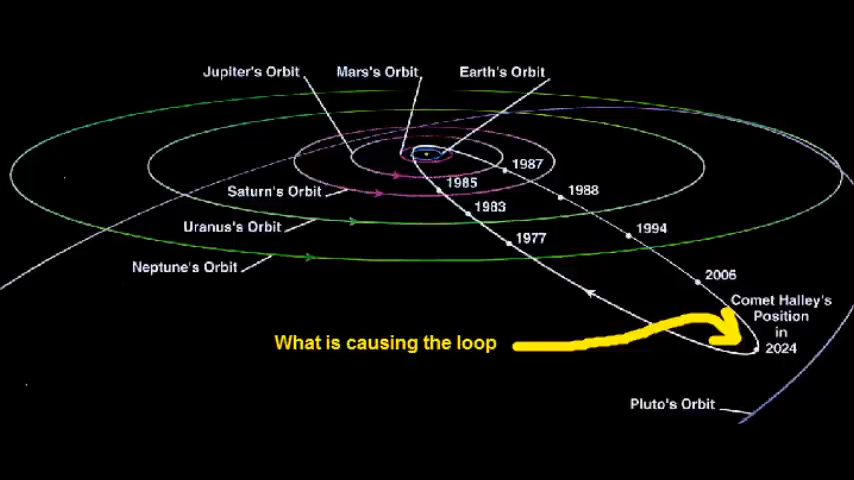 Jupiter's Orbit
Mars's Orbit
Earth's Orbit
1987
1985
1988
Saturn's Orbit
1983
Uranus's Orbit
1994
1977
Neptune's Orbit
2006
Comet Halley's
Position
in
2024
What is causing the loop
Pluto's Orbit